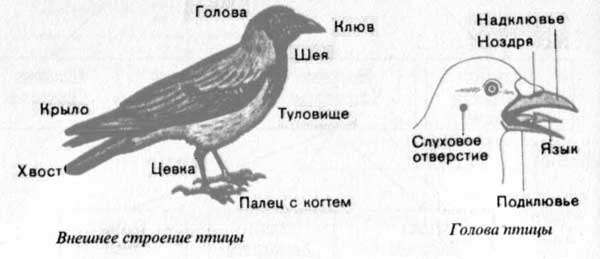 Голова
Клюв
Шея
Крыло
Туловище
Хвост
Цевка
Палец с когтем
Внешнее строение птицы
Надклювье
Ноздря
Слуховое
отверстие
Язык
Подклювье
Голова птицы